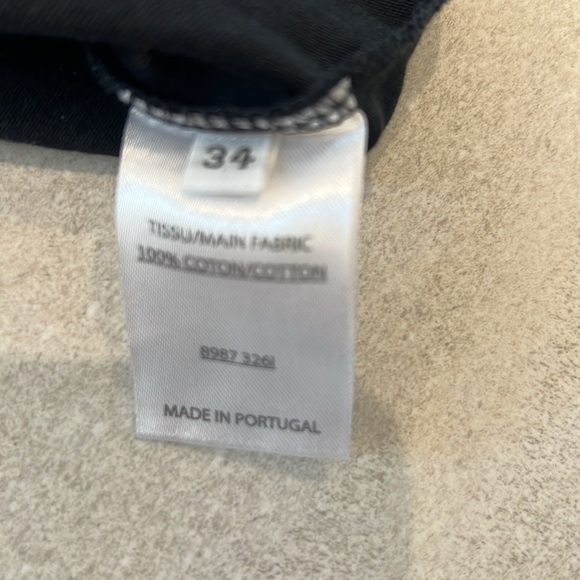 34
TISSU/MAIN FABRIC
100% COTON/COTTON
8987 326I
MADE IN PORTUGAL